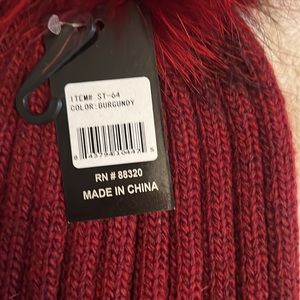 ITEM# ST-64
COLOR:BURGUNDY
RN # 88320
MADE IN CHINA